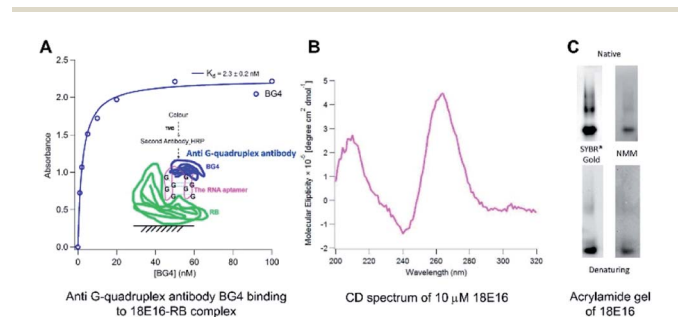 A
B
C
2.5
2.0
1.5
1.0
0.5
0.0
Absorbance
0
20
40
60
80
100
[BG4] (nM)
Kd = 2.3 ± 0.2 nM
BG4
Colour
TMB
Second Antibody_HRP
Anti G-quadruplex antibody
BG4
G G
G G
G G
The RNA aptamer
RB
Anti G-quadruplex antibody BG4 binding
to 18E16-RB complex
5
4
3
2
1
0
-1
-2
Molecular Elipticity × 10⁻⁵ [degree cm² dmol⁻¹]
200
220
240
260
280
300
320
Wavelength (nm)
CD spectrum of 10 µM 18E16
Native
SYBR®
Gold
NMM
Denaturing
Acrylamide gel
of 18E16